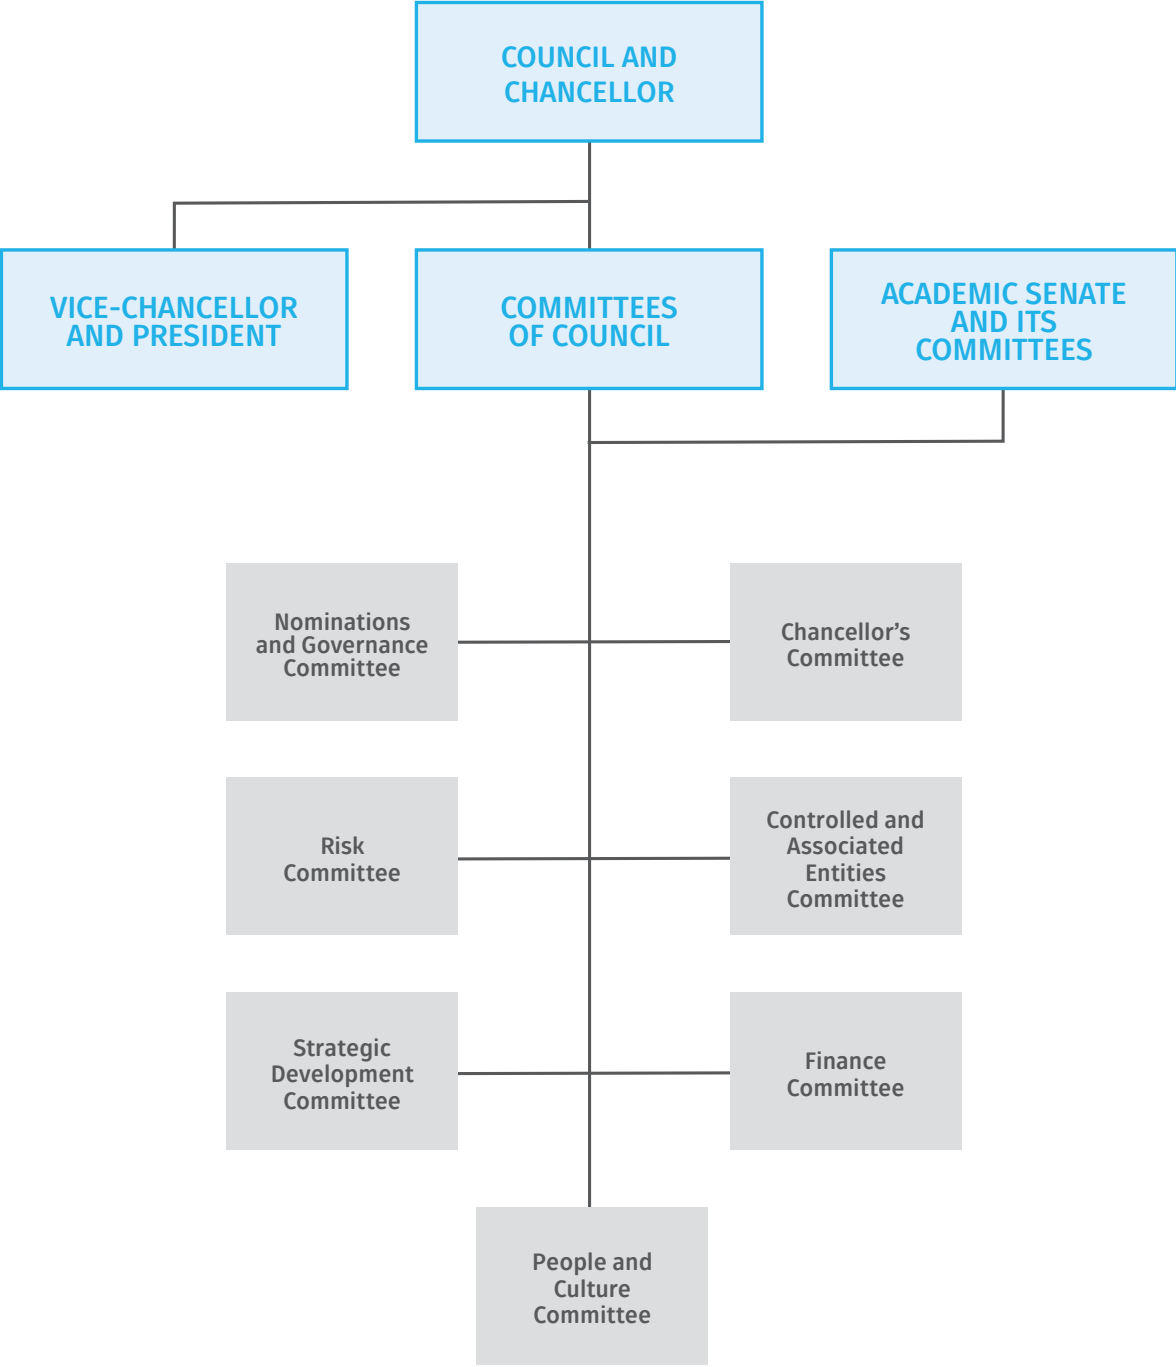 COUNCIL AND
CHANCELLOR
VICE-CHANCELLOR
AND PRESIDENT
COMMITTEES
OF COUNCIL
ACADEMIC SENATE
AND ITS
COMMITTEES
Nominations
and Governance
Committee
Chancellor’s
Committee
Risk
Committee
Controlled and
Associated
Entities
Committee
Strategic
Development
Committee
Finance
Committee
People and
Culture
Committee